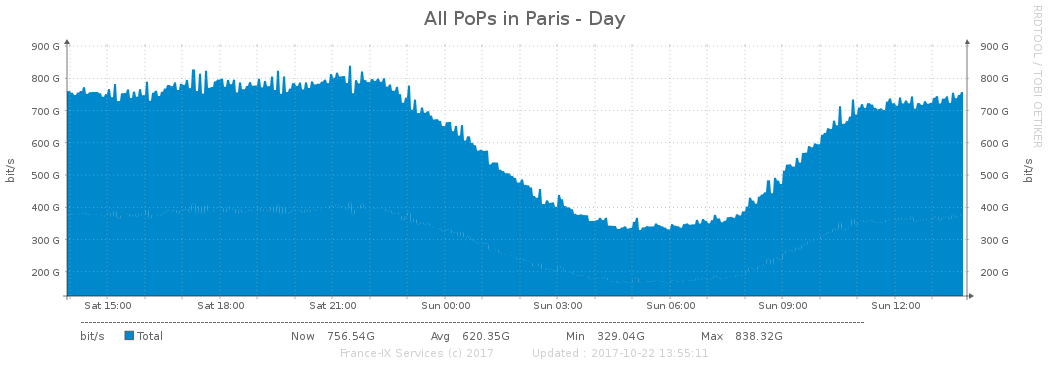 All PoPs in Paris - Day
RRDTOOL / TOBI OETIKER
900 G 900 G
800 G 800 G
700 G 700 G
600 G 600 G
500 G 500 G
400 G 400 G
300 G 300 G
200 G 200 G
bit/s bit/s
Sat 15:00 Sat 18:00 Sat 21:00 Sun 00:00 Sun 03:00 Sun 06:00 Sun 09:00 Sun 12:00
bit/s Total Now 756.54G Avg 620.35G Min 329.04G Max 838.32G
France-IX Services (c) 2017 Updated : 2017-10-22 13:55:11